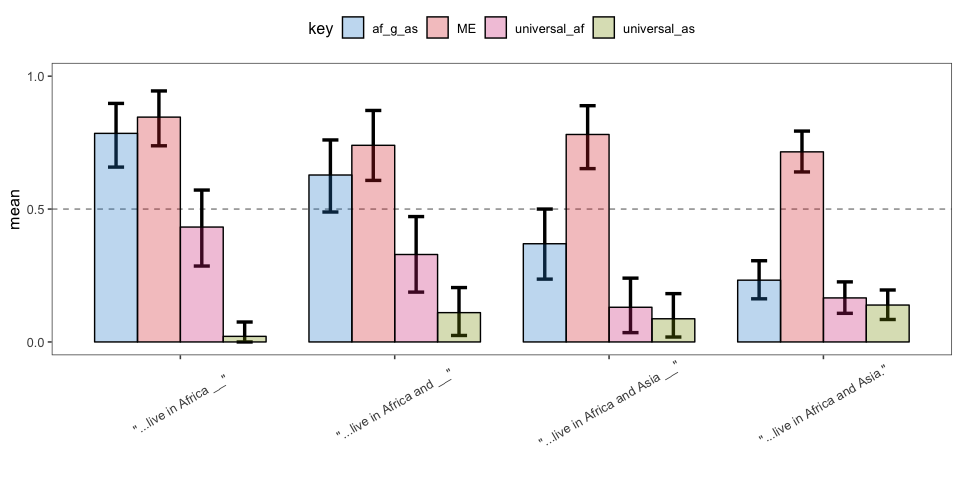 key af_g_as ME universal_af universal_as
1.0
0.5
0.0
mean
"...live in Africa __"
"...live in Africa and __"
"...live in Africa and Asia __"
"...live in Africa and Asia."